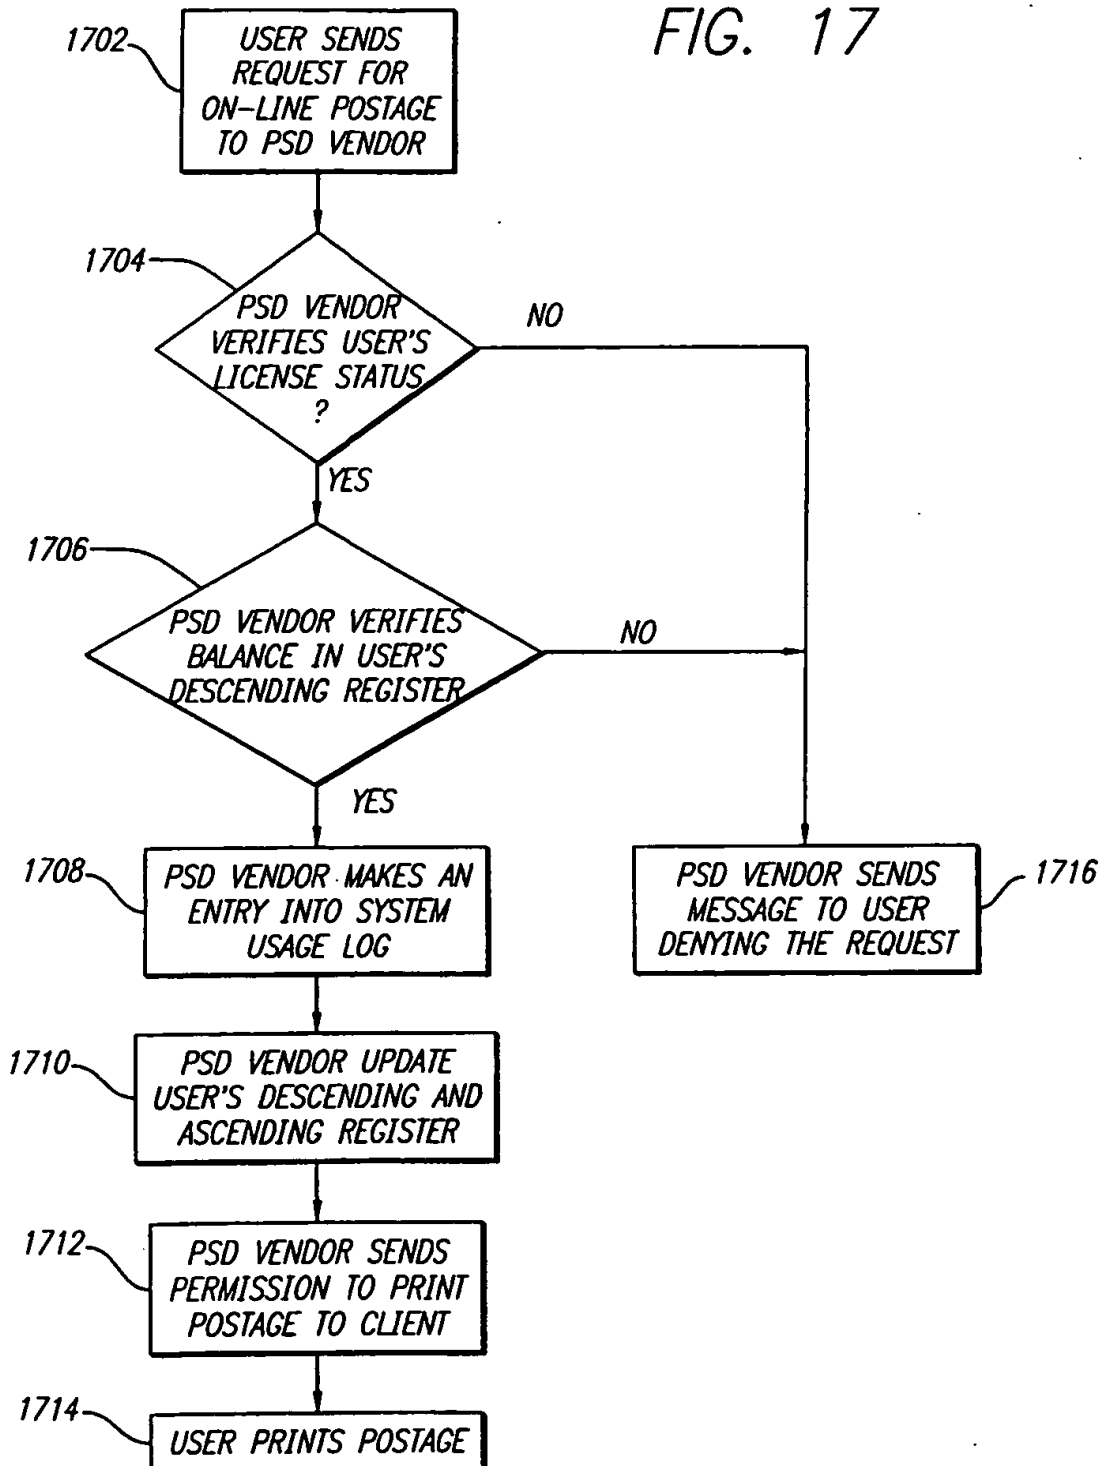 FIG. 17
1702
USER SENDS
REQUEST FOR
ON-LINE POSTAGE
TO PSD VENDOR
1704
PSD VENDOR
VERIFIES USER'S
LICENSE STATUS
?
NO
YES
1706
PSD VENDOR VERIFIES
BALANCE IN USER'S
DESCENDING REGISTER
NO
YES
1708
PSD VENDOR MAKES AN
ENTRY INTO SYSTEM
USAGE LOG
PSD VENDOR SENDS
MESSAGE TO USER
DENYING THE REQUEST
1716
1710
PSD VENDOR UPDATE
USER'S DESCENDING AND
ASCENDING REGISTER
1712
PSD VENDOR SENDS
PERMISSION TO PRINT
POSTAGE TO CLIENT
1714
USER PRINTS POSTAGE